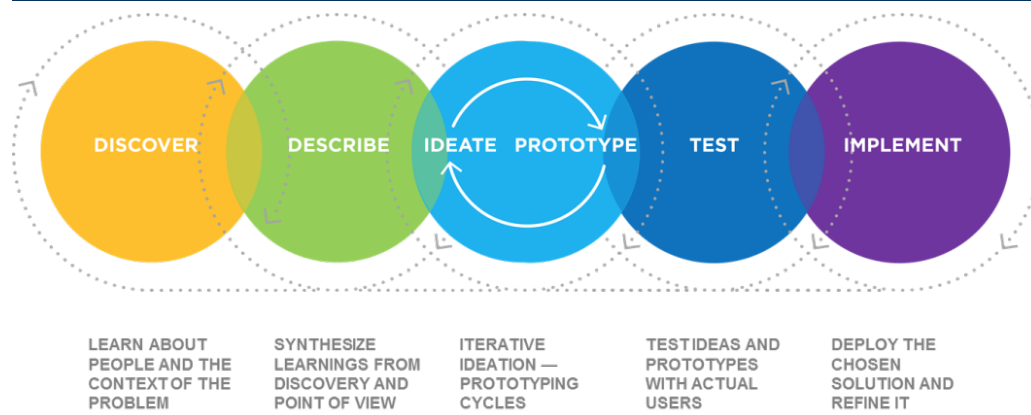 DISCOVER
DESCRIBE
IDEATE
PROTOTYPE
TEST
IMPLEMENT
LEARN ABOUT
PEOPLE AND THE
CONTEXT OF THE
PROBLEM
SYNTHESIZE
LEARNINGS FROM
DISCOVERY AND
POINT OF VIEW
ITERATIVE
IDEATION —
PROTOTYPING
CYCLES
TEST IDEAS AND
PROTOTYPES
WITH ACTUAL
USERS
DEPLOY THE
CHOSEN
SOLUTION AND
REFINE IT